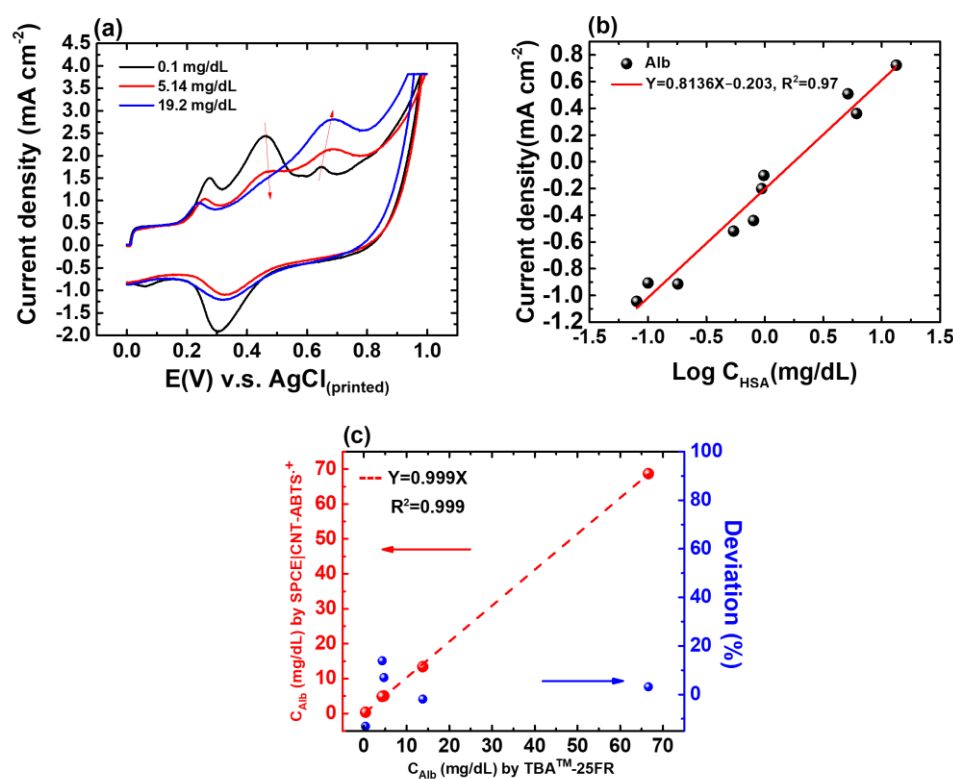 (a)
0.1 mg/dL
5.14 mg/dL
19.2 mg/dL
Current density (mA cm⁻²)
4.5
4.0
3.5
3.0
2.5
2.0
1.5
1.0
0.5
0.0
-0.5
-1.0
-1.5
-2.0
0.0 0.2 0.4 0.6 0.8 1.0
E(V) v.s. AgCl(printed)
(b)
Alb
Y=0.8136X−0.203, R²=0.97
Current density(mA cm⁻²)
0.8
0.6
0.4
0.2
0.0
-0.2
-0.4
-0.6
-0.8
-1.0
-1.2
-1.5 -1.0 -0.5 0.0 0.5 1.0 1.5
Log C_HSA(mg/dL)
(c)
Y=0.999X
R²=0.999
C_Alb (mg/dL) by SPCE|CNT-ABTS·⁺
70
60
50
40
30
20
10
0
100
80
60
40
20
0
Deviation (%)
0 10 20 30 40 50 60 70
C_Alb (mg/dL) by TBA™-25FR